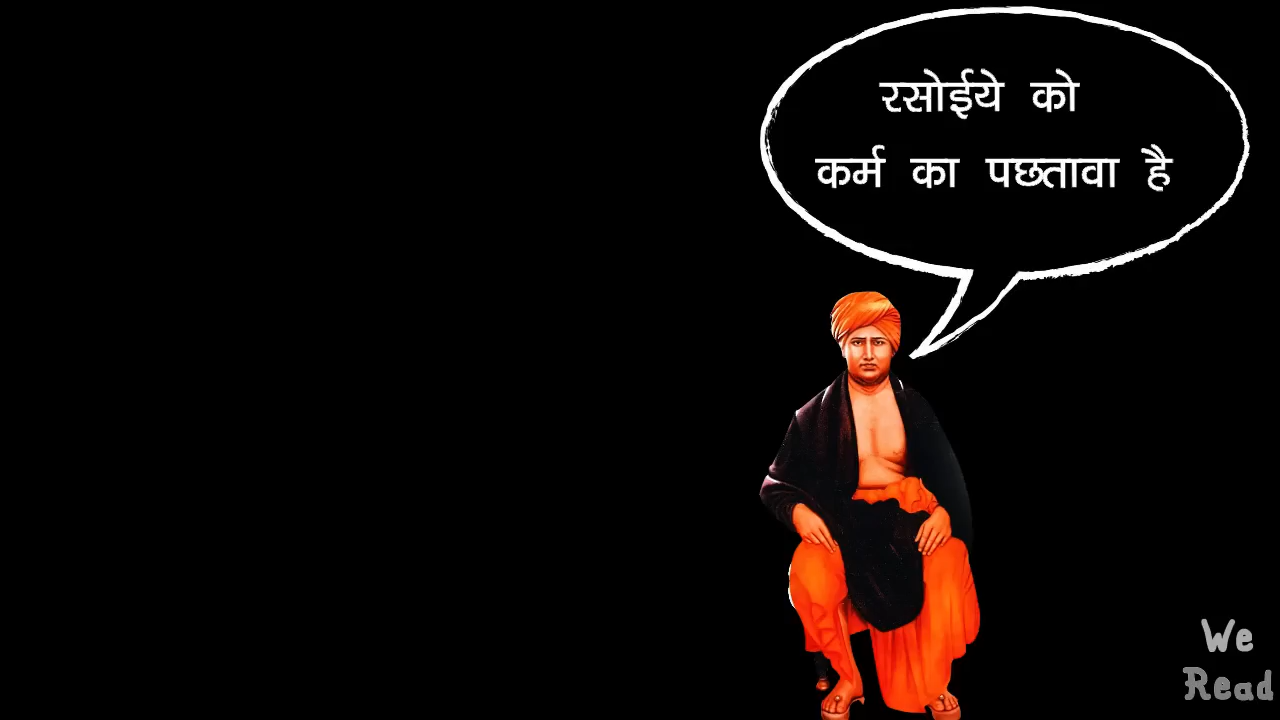 रसोईये को
कर्म का पछतावा है
We
Read